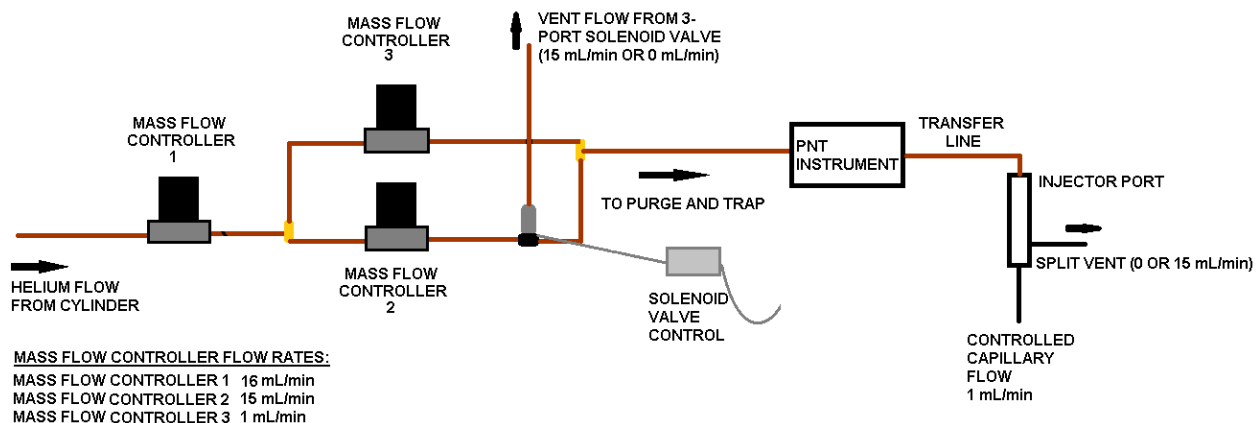 MASS FLOW
CONTROLLER
3
VENT FLOW FROM 3-
PORT SOLENOID VALVE
(15 mL/min OR 0 mL/min)
MASS FLOW
CONTROLLER
1
PNT
INSTRUMENT
TRANSFER
LINE
INJECTOR PORT
TO PURGE AND TRAP
SPLIT VENT (0 OR 15 mL/min)
HELIUM FLOW
FROM CYLINDER
MASS FLOW
CONTROLLER
2
SOLENOID
VALVE
CONTROL
CONTROLLED
CAPILLARY
FLOW
1 mL/min
MASS FLOW CONTROLLER FLOW RATES:
MASS FLOW CONTROLLER 1 16 mL/min
MASS FLOW CONTROLLER 2 15 mL/min
MASS FLOW CONTROLLER 3 1 mL/min